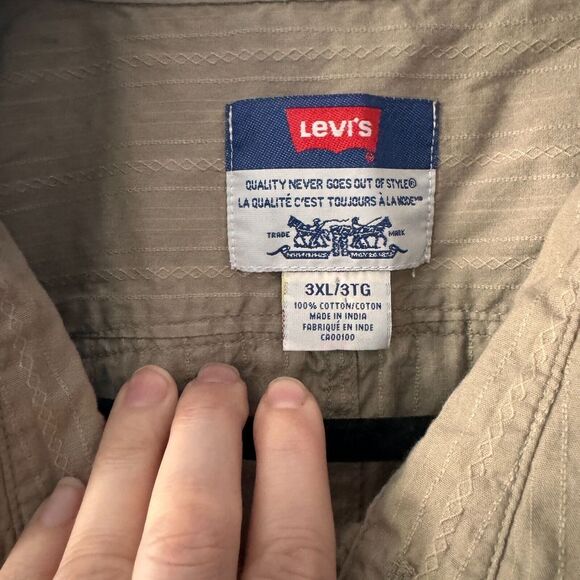 Levi's
®
QUALITY NEVER GOES OUT OF STYLE®
LA QUALITÉ C'EST TOUJOURS À LA MODE
TRADE MARK
3XL/3TG
100% COTTON/COTON
MADE IN INDIA
FABRIQUÉ EN INDE
CA00100